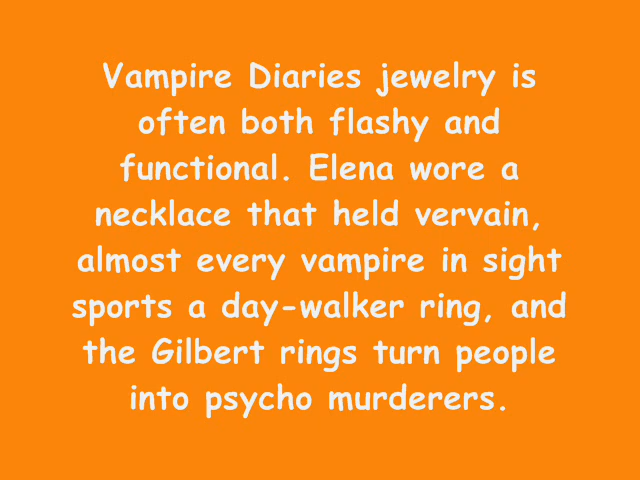 Vampire Diaries jewelry is
often both flashy and
functional. Elena wore a
necklace that held vervain,
almost every vampire in sight
sports a day-walker ring, and
the Gilbert rings turn people
into psycho murderers.